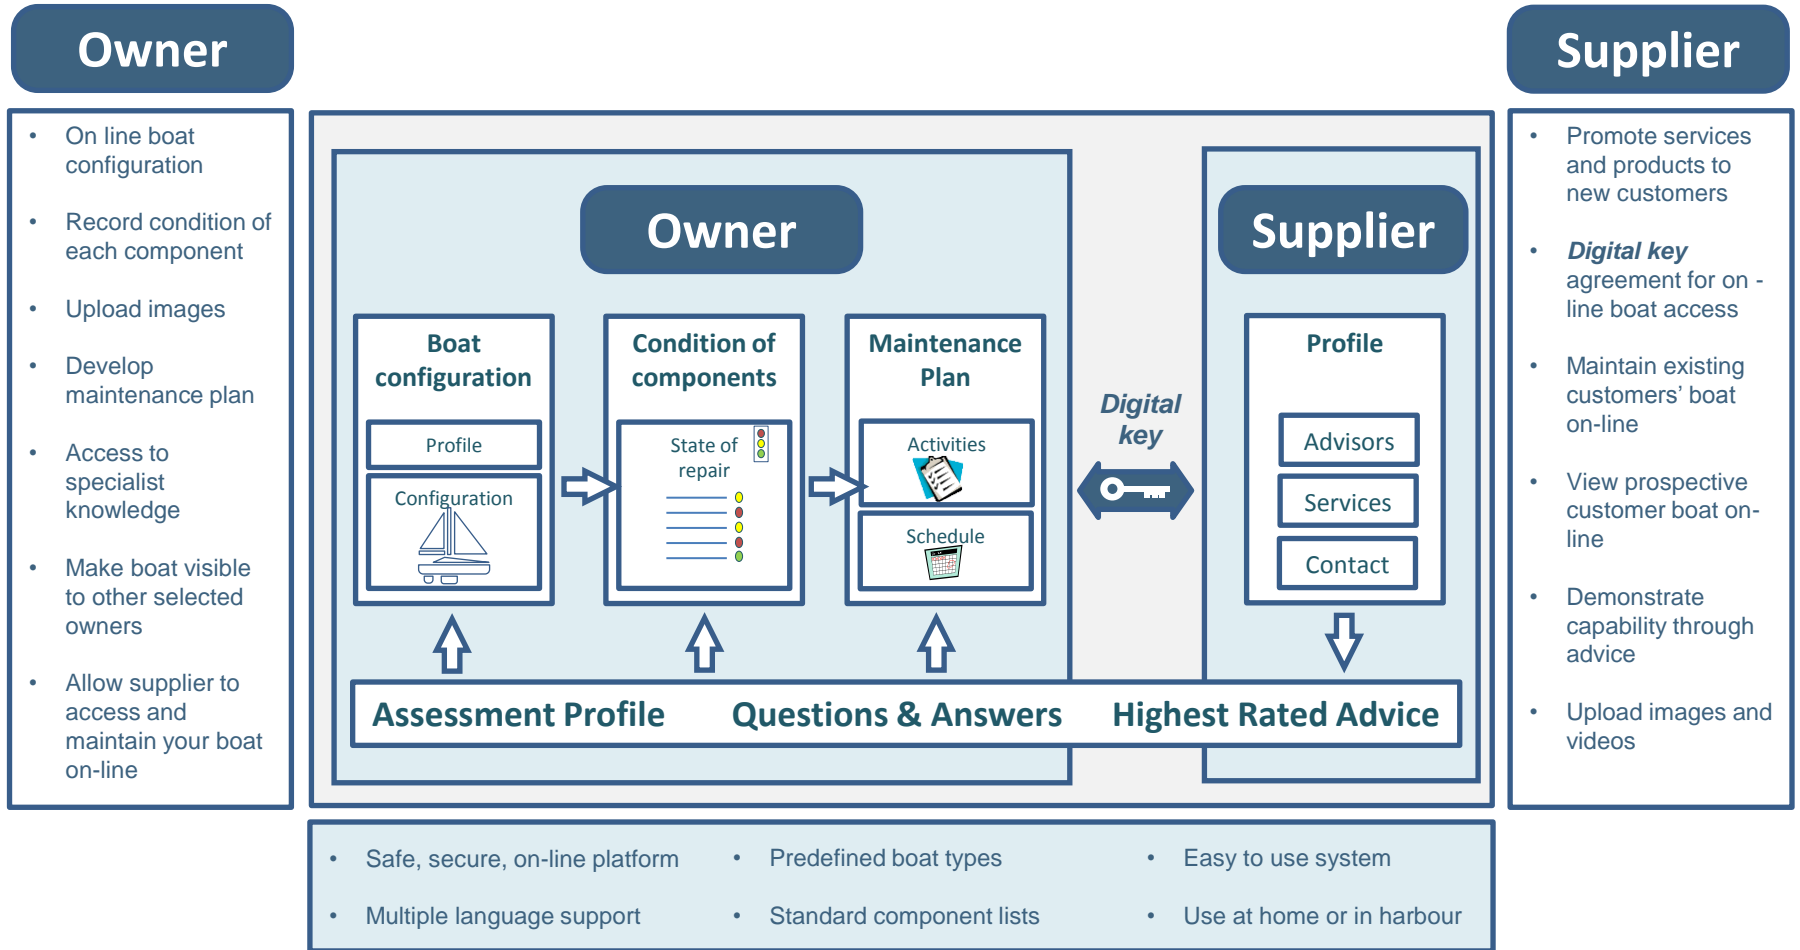 Owner
On line boat
configuration
Record condition of
each component
Upload images
Develop
maintenance plan
Access to
specialist
knowledge
Make boat visible
to other selected
owners
Allow supplier to
access and
maintain your boat
on-line
Owner
Boat
configuration
Profile
Configuration
Condition of
components
State of
repair
Maintenance
Plan
Activities
Schedule
Digital
key
Supplier
Profile
Advisors
Services
Contact
Assessment Profile Questions & Answers Highest Rated Advice
Supplier
Promote services
and products to
new customers
Digital key
agreement for on -
line boat access
Maintain existing
customers’ boat
on-line
View prospective
customer boat on-
line
Demonstrate
capability through
advice
Upload images and
videos
Safe, secure, on-line platform
Multiple language support
Predefined boat types
Standard component lists
Easy to use system
Use at home or in harbour